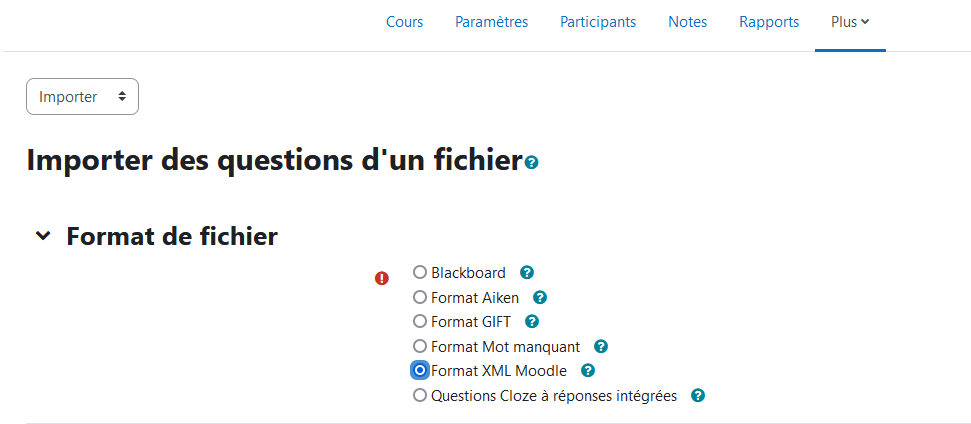 Cours Paramètres Participants Notes Rapports Plus
Importer
Importer des questions d'un fichier
Format de fichier
Blackboard
Format Aiken
Format GIFT
Format Mot manquant
Format XML Moodle
Questions Cloze à réponses intégrées